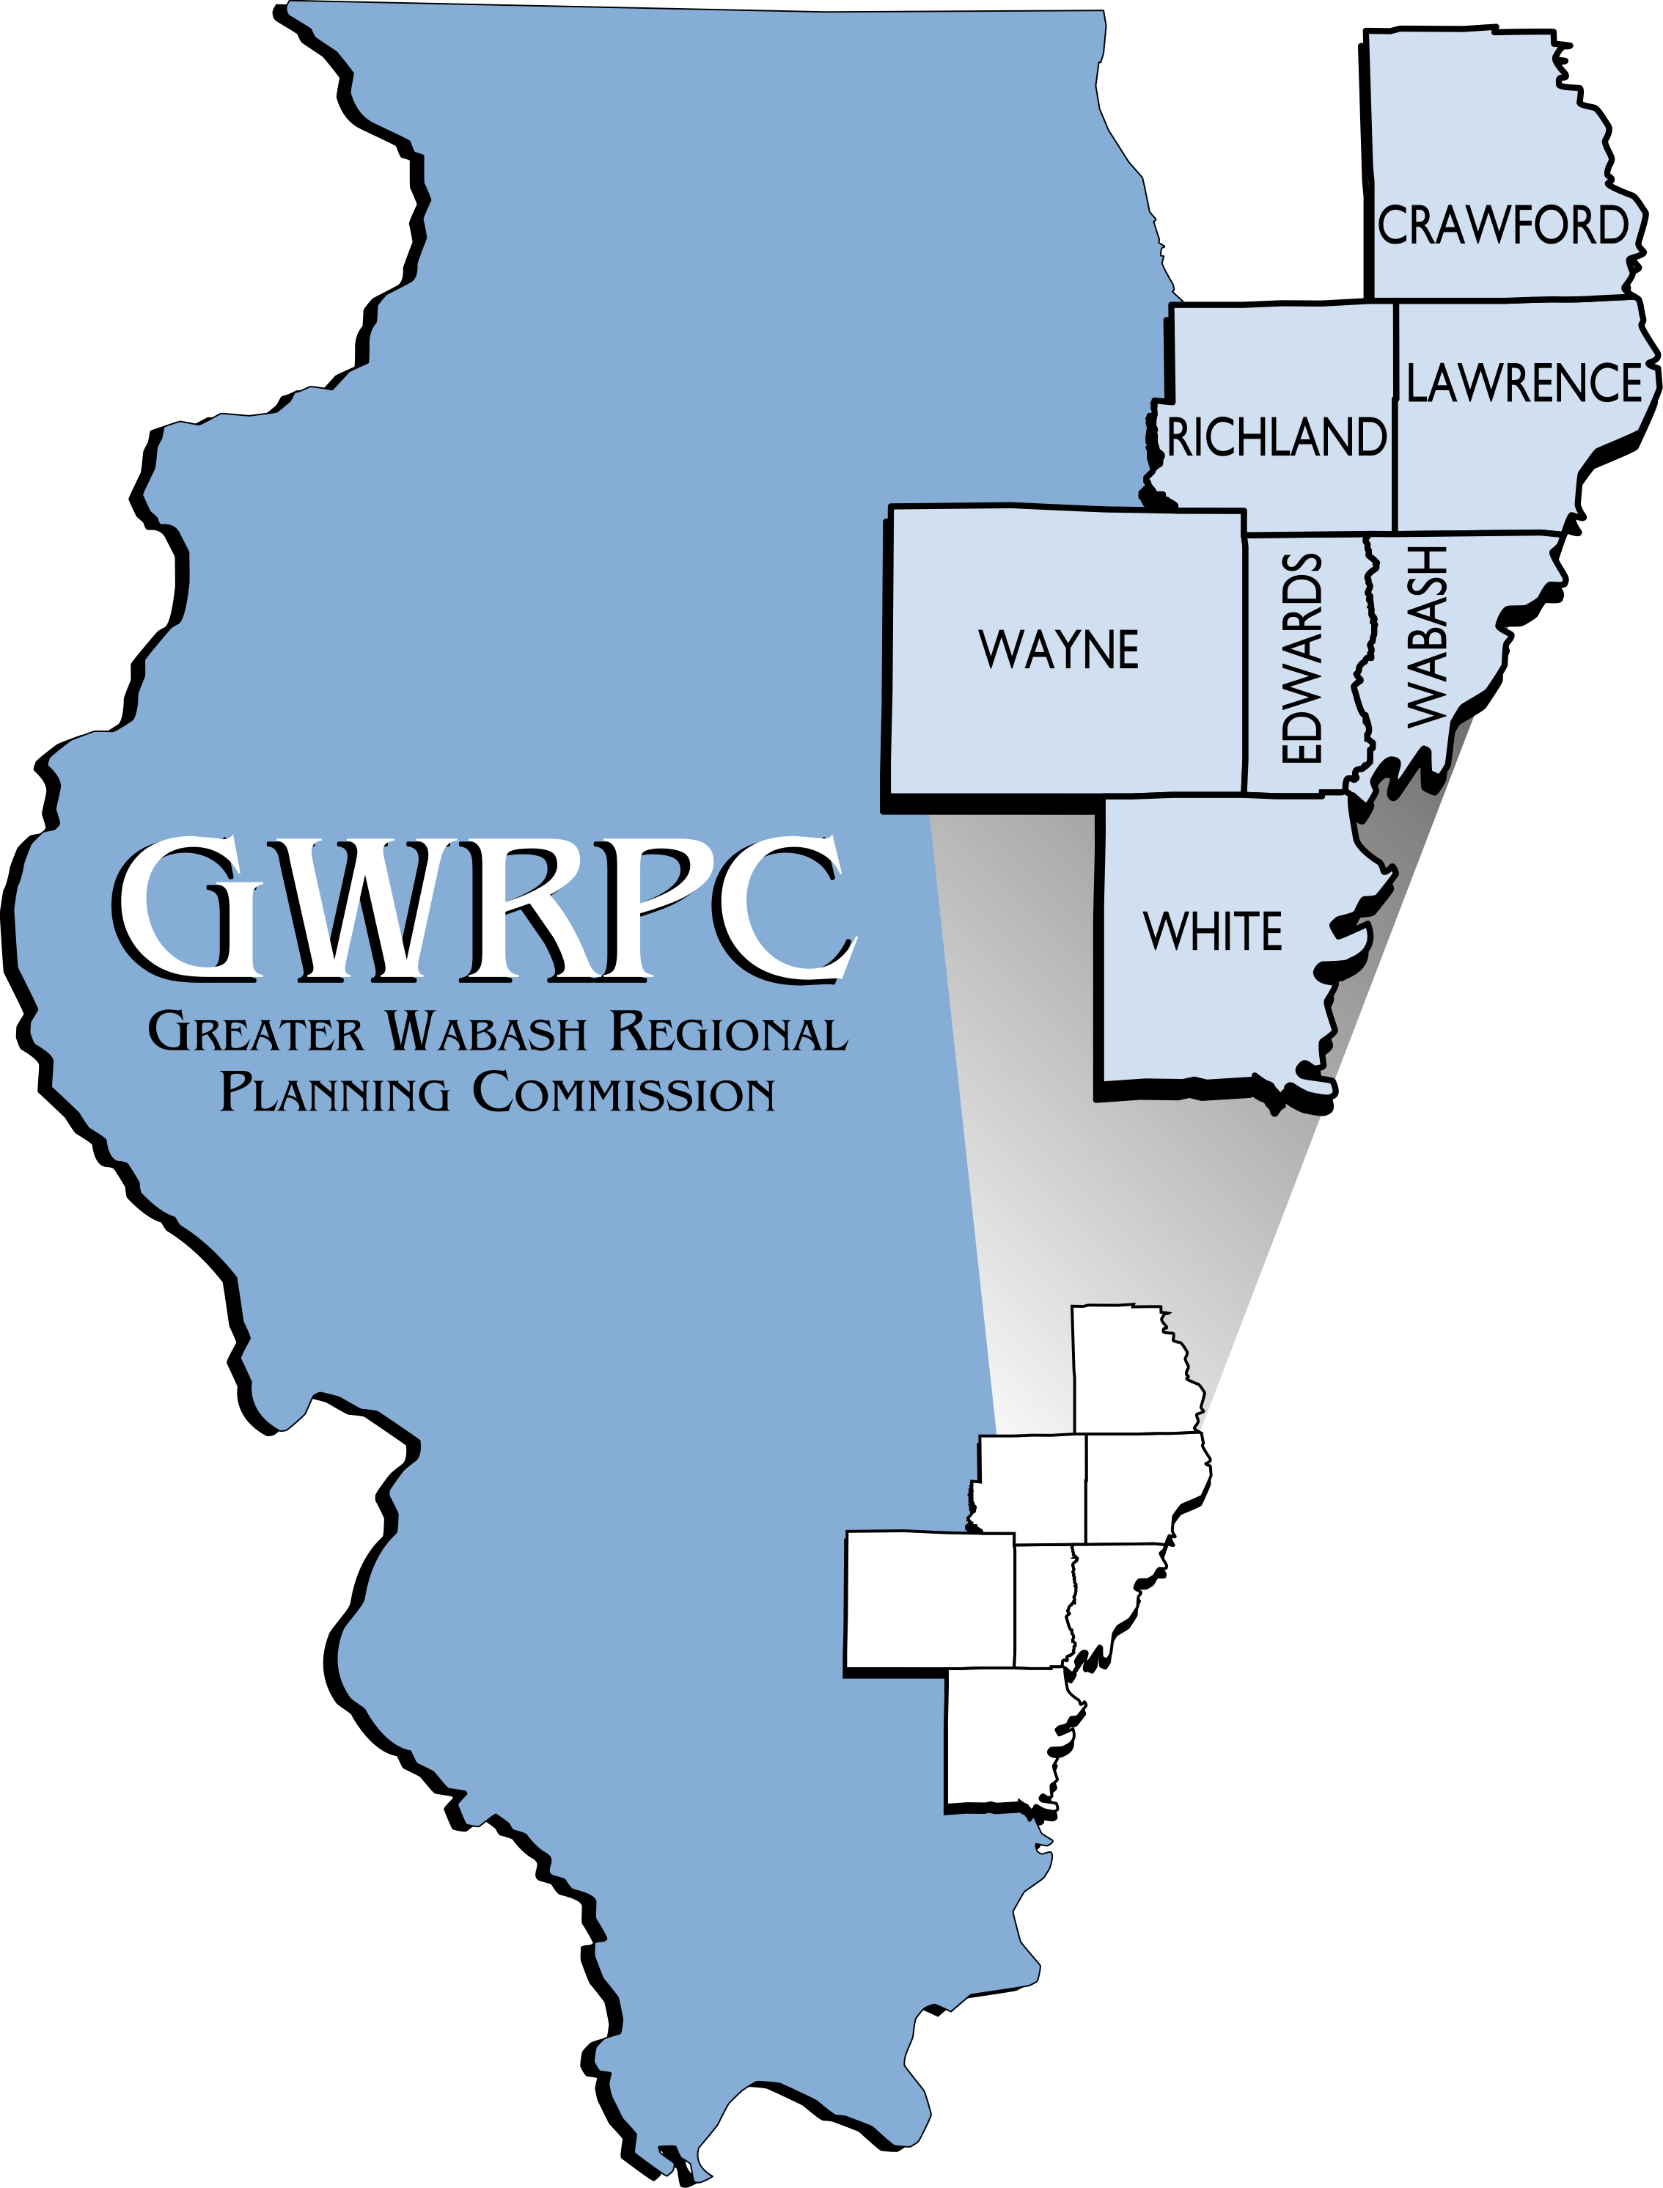 CRAWFORD
LAWRENCE
RICHLAND
WAYNE
EDWARDS
WABASH
WHITE
GWRPC
GREATER WABASH REGIONAL
PLANNING COMMISSION